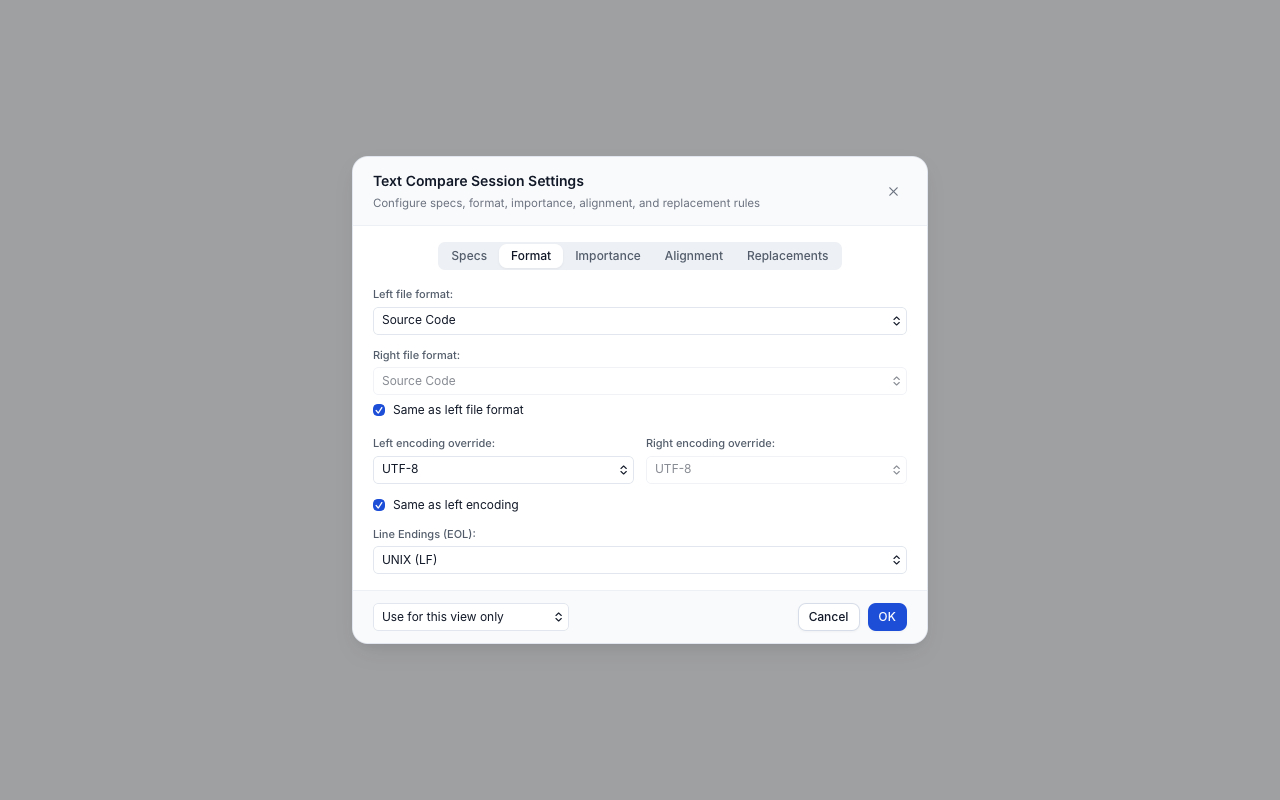 Text Compare Session Settings
Configure specs, format, importance, alignment, and replacement rules
Specs Format Importance Alignment Replacements
Left file format:
Source Code
Right file format:
Source Code
Same as left file format
Left encoding override: Right encoding override:
UTF-8 UTF-8
Same as left encoding
Line Endings (EOL):
UNIX (LF)
Use for this view only Cancel OK